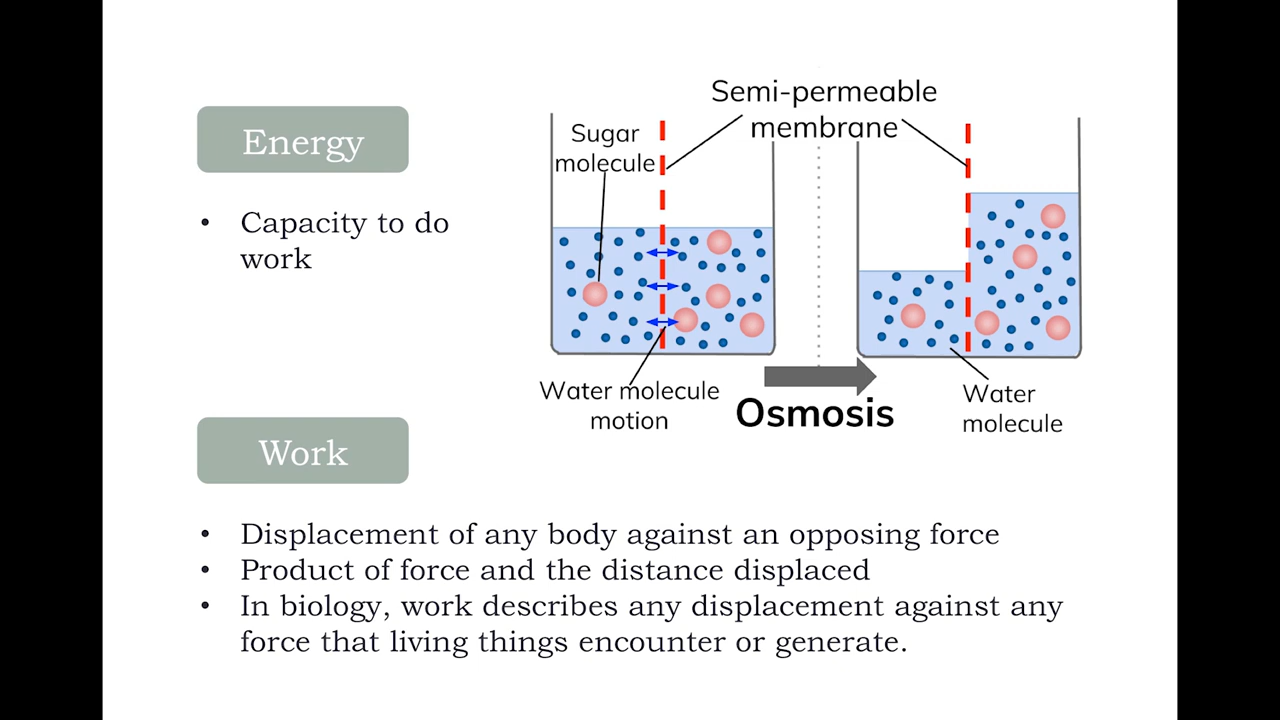 Energy
• Capacity to do
work
Semi-permeable
membrane
Sugar
molecule
Water molecule
motion
Osmosis
Water
molecule
Work
• Displacement of any body against an opposing force
• Product of force and the distance displaced
• In biology, work describes any displacement against any
force that living things encounter or generate.